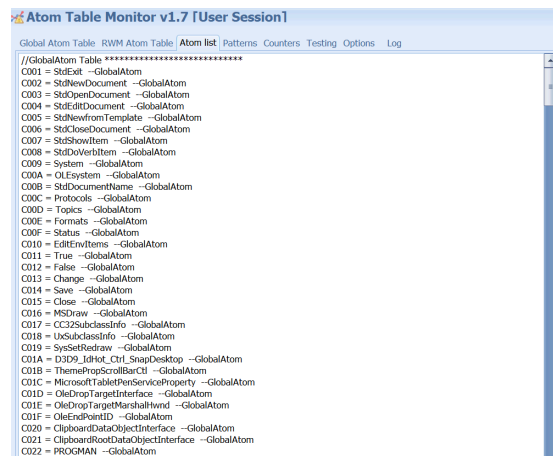 Atom Table Monitor v1.7 [User Session]
Global Atom Table RWM Atom Table Atom list Patterns Counters Testing Options Log
//GlobalAtom Table ****************************
C001 = StdExit --GlobalAtom
C002 = StdNewDocument --GlobalAtom
C003 = StdOpenDocument --GlobalAtom
C004 = StdEditDocument --GlobalAtom
C005 = StdNewfromTemplate --GlobalAtom
C006 = StdCloseDocument --GlobalAtom
C007 = StdShowItem --GlobalAtom
C008 = StdDoVerbItem --GlobalAtom
C009 = System --GlobalAtom
C00A = OLEsystem --GlobalAtom
C00B = StdDocumentName --GlobalAtom
C00C = Protocols --GlobalAtom
C00D = Topics --GlobalAtom
C00E = Formats --GlobalAtom
C00F = Status --GlobalAtom
C010 = EditEnvItems --GlobalAtom
C011 = True --GlobalAtom
C012 = False --GlobalAtom
C013 = Change --GlobalAtom
C014 = Save --GlobalAtom
C015 = Close --GlobalAtom
C016 = MSDraw --GlobalAtom
C017 = CC32SubclassInfo --GlobalAtom
C018 = UxSubclassInfo --GlobalAtom
C019 = SysSetRedraw --GlobalAtom
C01A = D3D9_IdHot_Ctrl_SnapDesktop --GlobalAtom
C01B = ThemePropScrollBarCtl --GlobalAtom
C01C = MicrosoftTabletPenServiceProperty --GlobalAtom
C01D = OleDropTargetInterface --GlobalAtom
C01E = OleDropTargetMarshalHwnd --GlobalAtom
C01F = OleEndPointID --GlobalAtom
C020 = ClipboardDataObjectInterface --GlobalAtom
C021 = ClipboardRootDataObjectInterface --GlobalAtom
C022 = PROGMAN --GlobalAtom